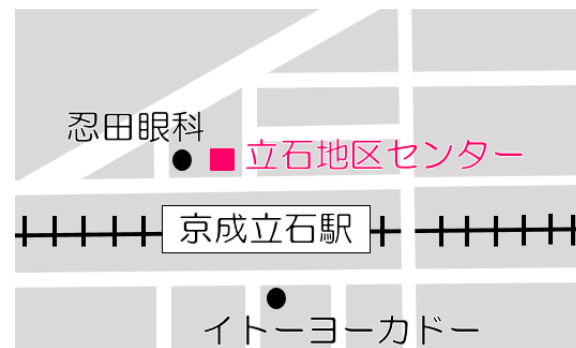 忍田眼科
立石地区センター
京成立石駅
イトーヨーカドー